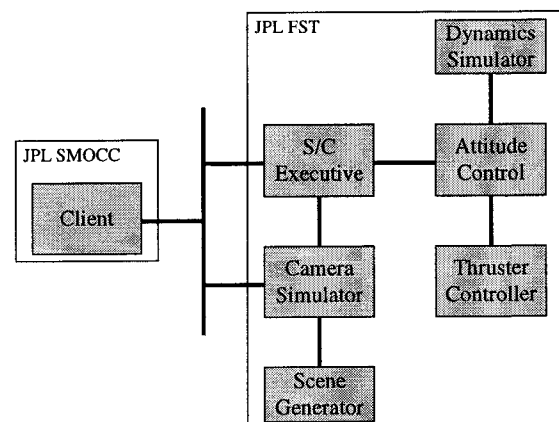 JPL FST
Dynamics
Simulator
JPL SMOCC
Client
S/C
Executive
Attitude
Control
Camera
Simulator
Thruster
Controller
Scene
Generator